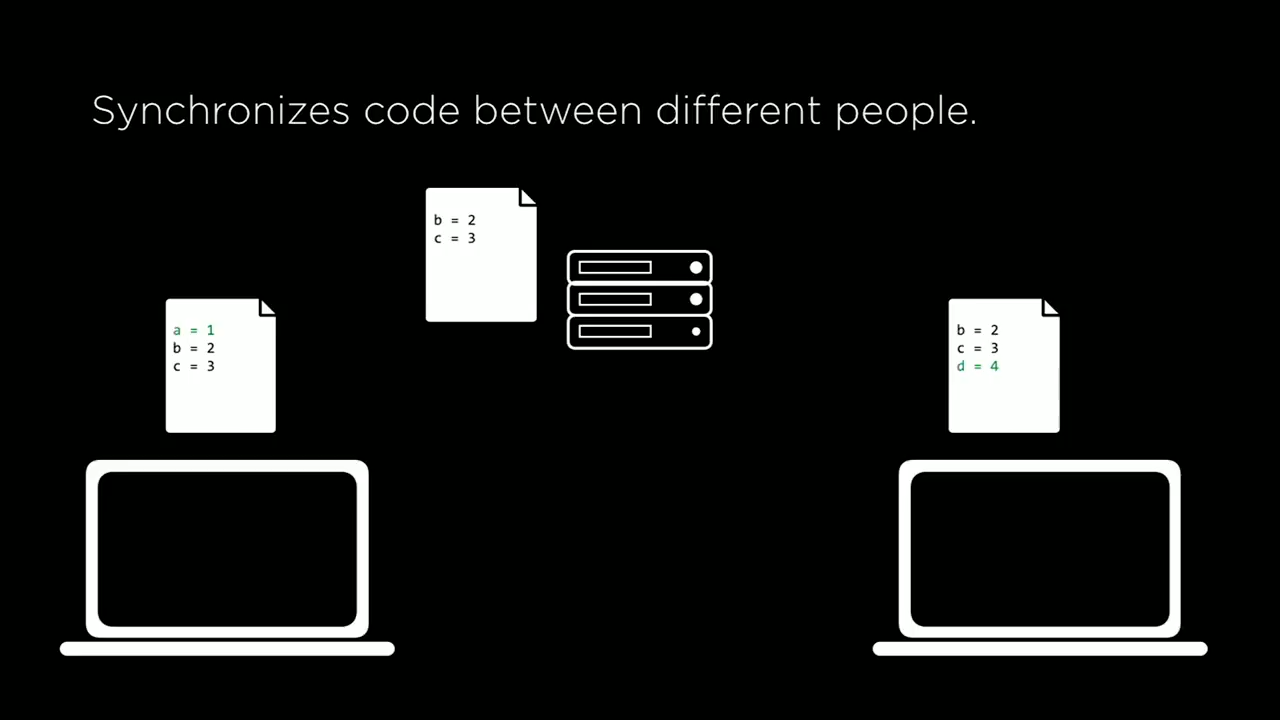 Synchronizes code between different people.
b = 2
c = 3
a = 1
b = 2
c = 3
b = 2
c = 3
d = 4